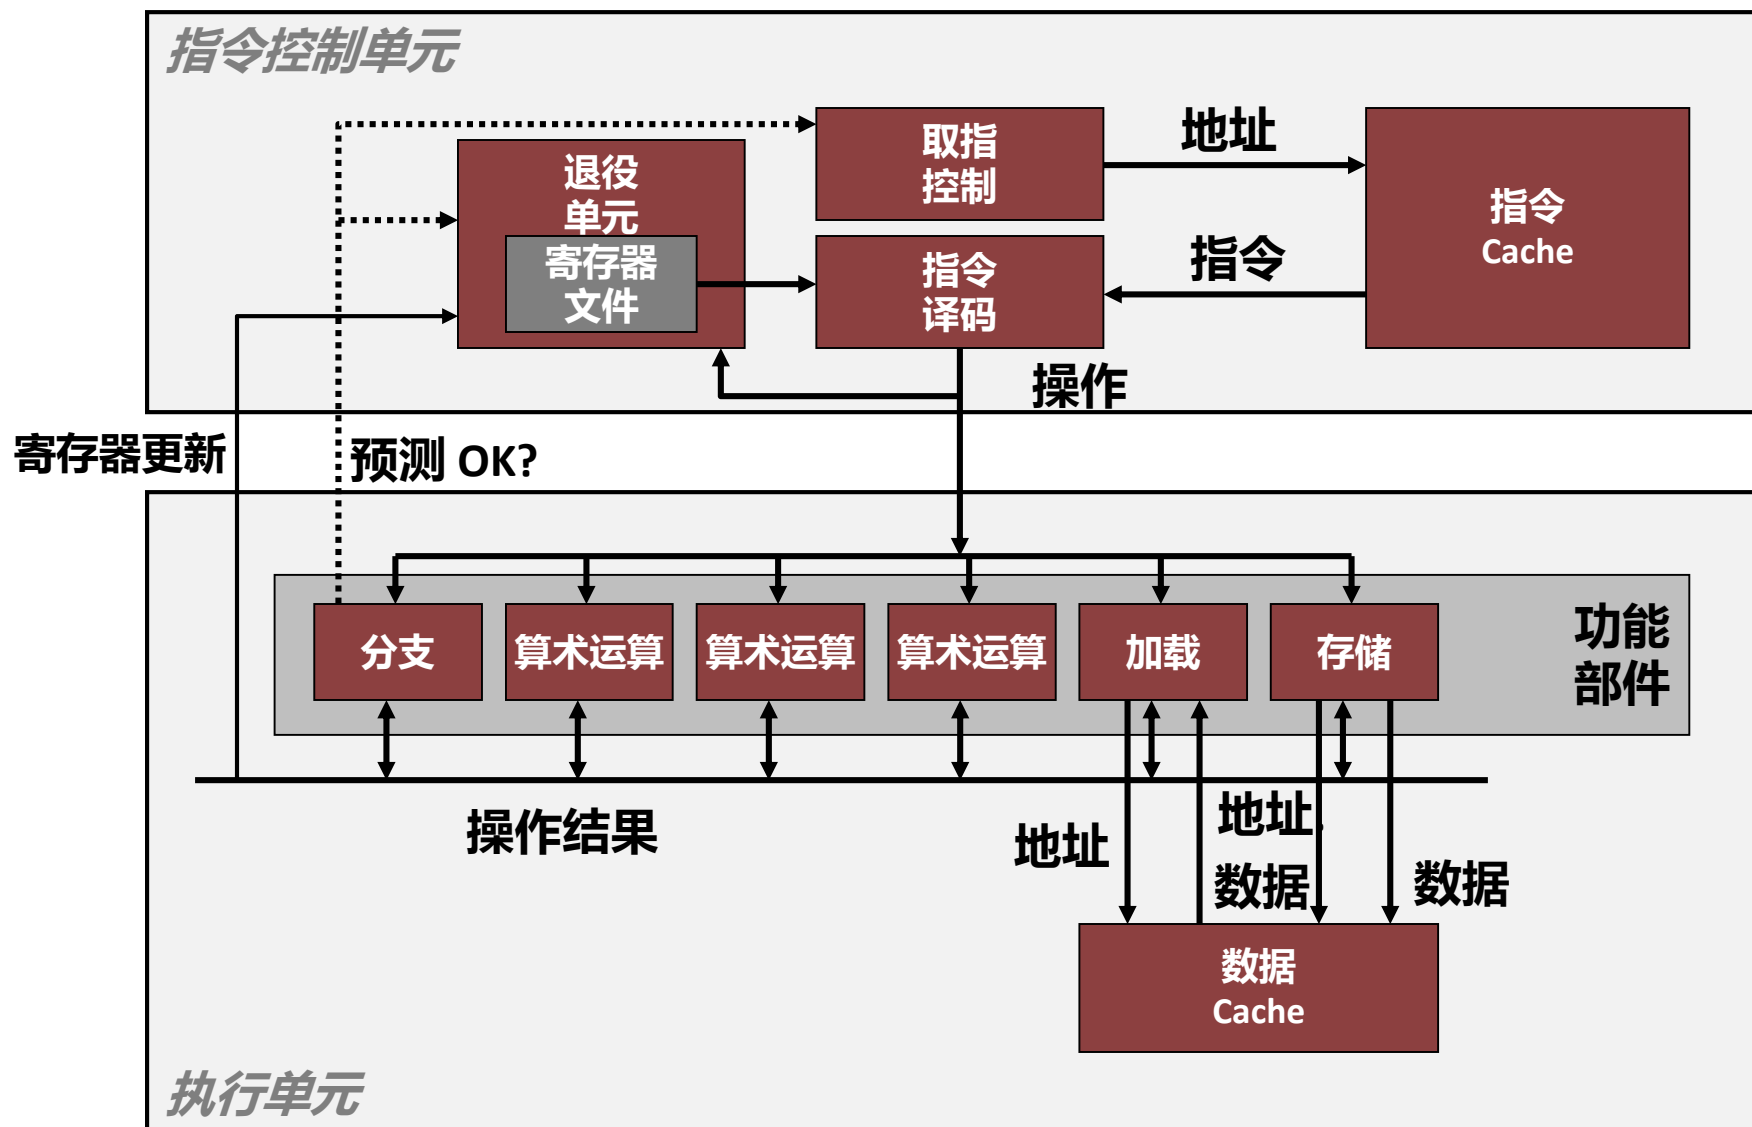 指令控制单元
取指
控制
地址
指令
Cache
退役
单元
寄存器
文件
指令
译码
指令
操作
寄存器更新
预测 OK?
功能
部件
分支
算术运算
算术运算
算术运算
加载
存储
操作结果
地址
地址,
数据
数据
数据
Cache
执行单元